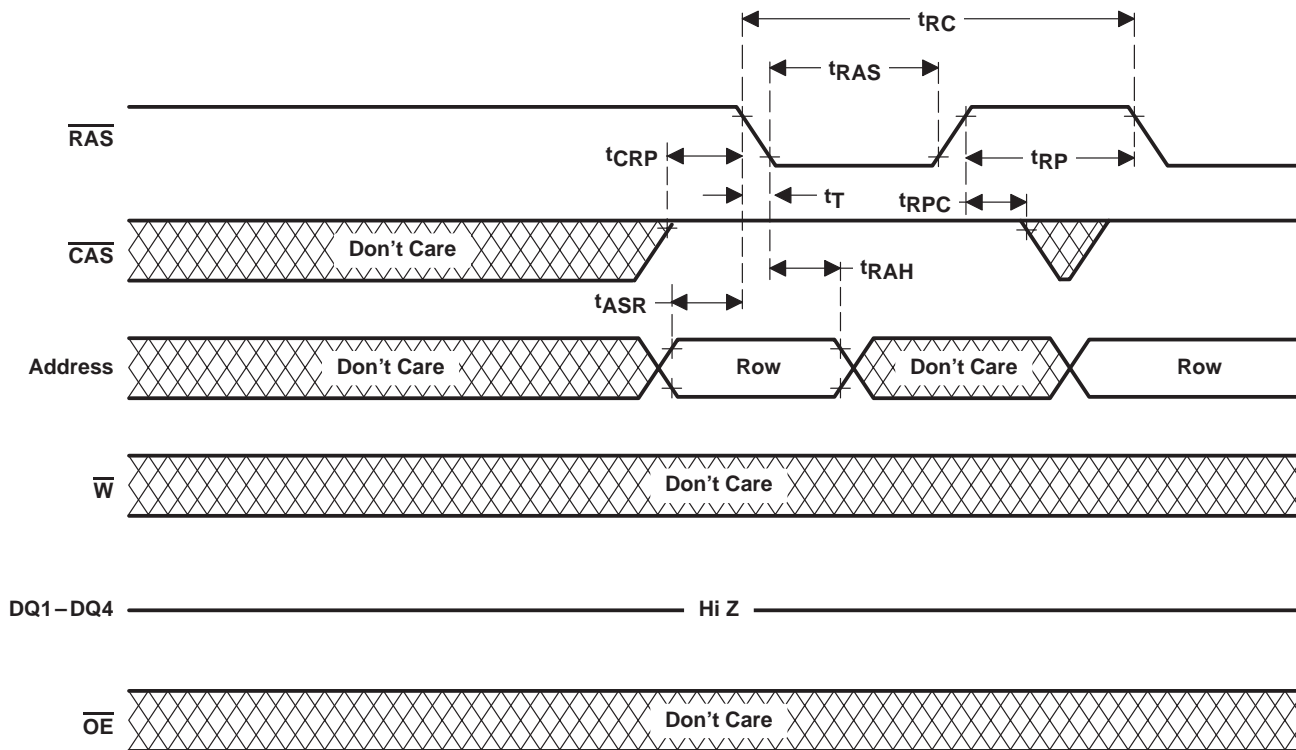 tRC
tRAS
RAS
tCRP
tRP
tT
tRPC
CAS
Don't Care
tRAH
tASR
Address
Don't Care
Row
Don't Care
Row
W
Don't Care
DQ1–DQ4
Hi Z
OE
Don't Care